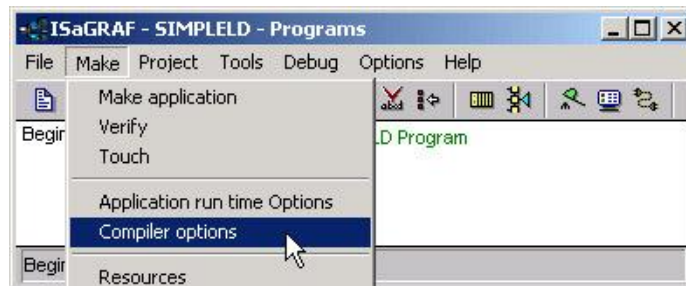 ISaGRAF - SIMPLELD - Programs
File Make Project Tools Debug Options Help
Make application
Verify
Begin LD Program
Touch
Application run time Options
Compiler options
Begin
Resources